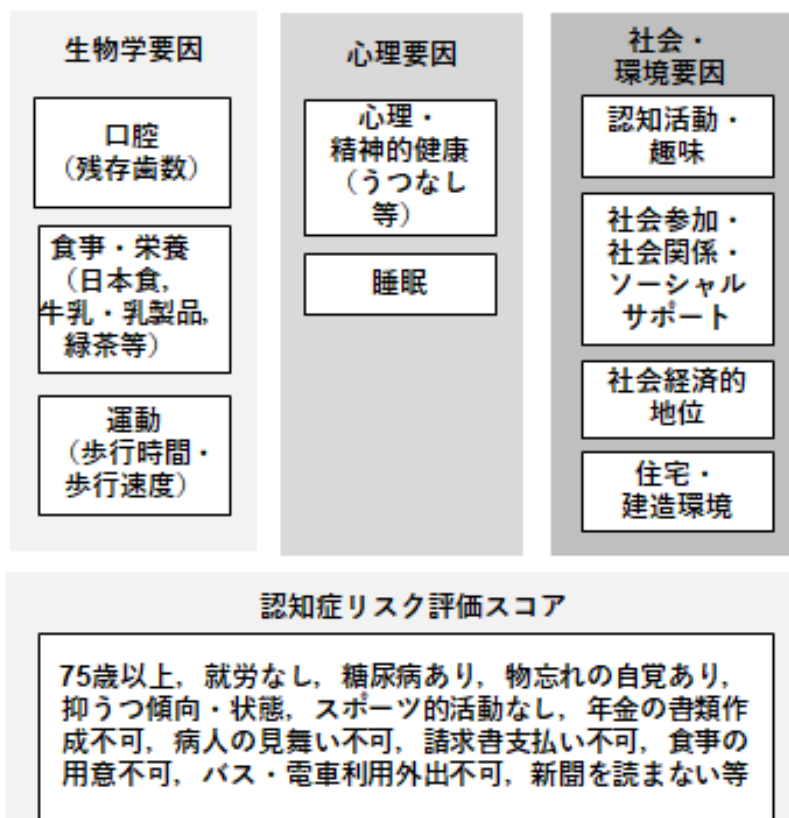 生物学要因
口腔
（残存歯数）
食事・栄養
（日本食，
牛乳・乳製品，
緑茶等）
運動
（歩行時間・
歩行速度）
心理要因
心理・
精神的健康
（うつなし
等）
睡眠
社会・
環境要因
認知活動・
趣味
社会参加・
社会関係・
ソーシャル
サポート
社会経済的
地位
住宅・
建造環境
認知症リスク評価スコア
75歳以上，就労なし，糖尿病あり，物忘れの自覚あり，
抑うつ傾向・状態，スポーツ的活動なし，年金の書類作
成不可，病人の見舞い不可，請求書支払い不可，食事の
用意不可，バス・電車利用外出不可，新聞を読まない等